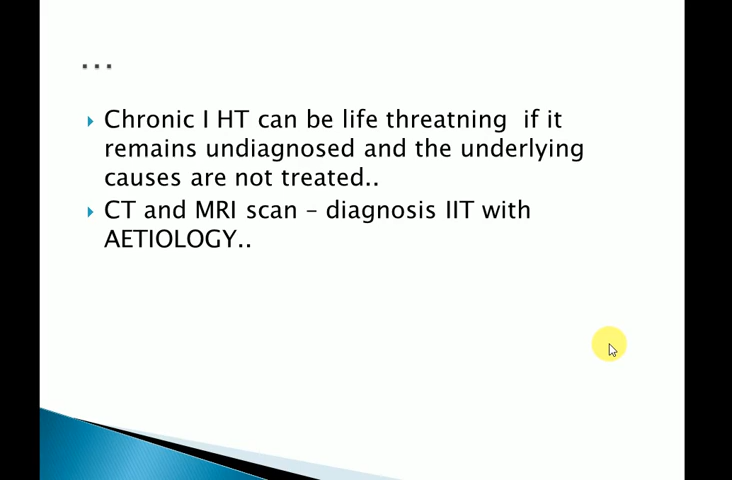 ...
Chronic I HT can be life threatning  if it
remains undiagnosed and the underlying
causes are not treated..
CT and MRI scan – diagnosis IIT with
AETIOLOGY..